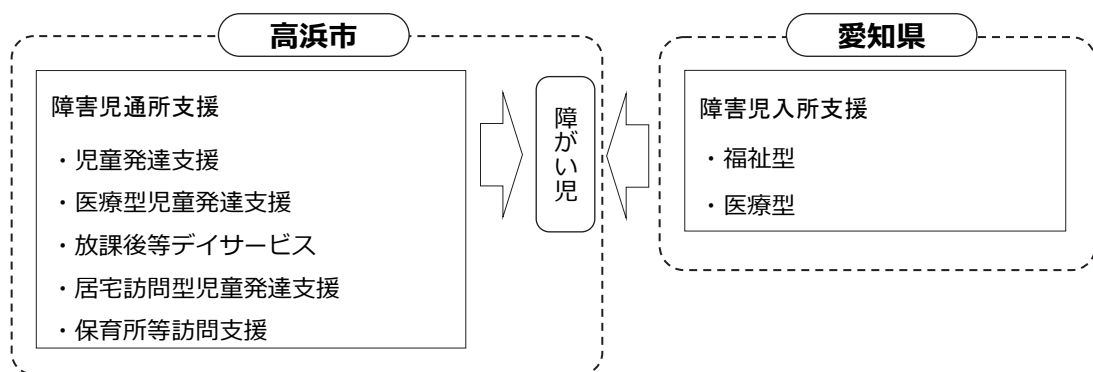 高浜市
障害児通所支援
・児童発達支援
・医療型児童発達支援
・放課後等デイサービス
・居宅訪問型児童発達支援
・保育所等訪問支援
障がい児
愛知県
障害児入所支援
・福祉型
・医療型